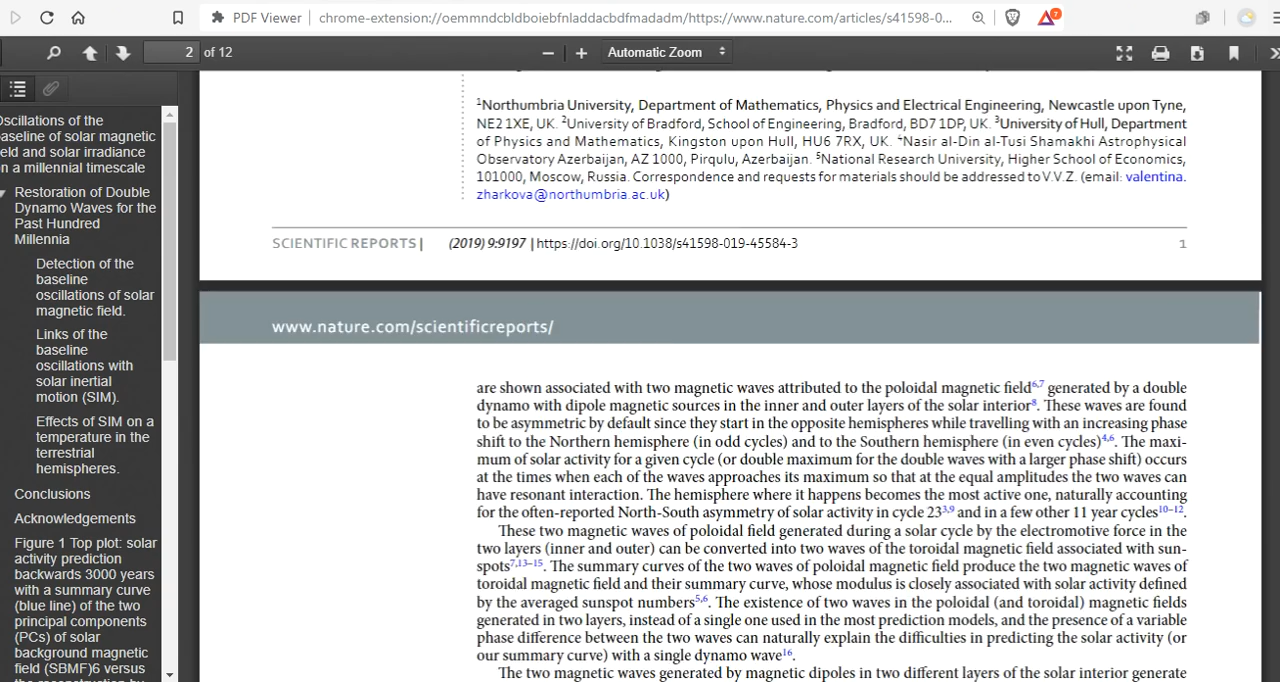 PDF Viewer
chrome-extension://oemmndcbldboiebfnladdacbdfmadadm/https://www.nature.com/articles/s41598-0...
7
2 of 12
Automatic Zoom
Oscillations of the
baseline of solar magnetic
field and solar irradiance
on a millennial timescale
Restoration of Double
Dynamo Waves for the
Past Hundred
Millennia
Detection of the
baseline
oscillations of solar
magnetic field.
Links of the
baseline
oscillations with
solar inertial
motion (SIM).
Effects of SIM on a
temperature in the
terrestrial
hemispheres.
Conclusions
Acknowledgements
Figure 1 Top plot: solar
activity prediction
backwards 3000 years
with a summary curve
(blue line) of the two
principal components
(PCs) of solar
background magnetic
field (SBMF)6 versus
the reconstruction by
1Northumbria University, Department of Mathematics, Physics and Electrical Engineering, Newcastle upon Tyne,
NE2 1XE, UK. 2University of Bradford, School of Engineering, Bradford, BD7 1DP, UK. 3University of Hull, Department
of Physics and Mathematics, Kingston upon Hull, HU6 7RX, UK. 4Nasir al-Din al-Tusi Shamakhi Astrophysical
Observatory Azerbaijan, AZ 1000, Pirqulu, Azerbaijan. 5National Research University, Higher School of Economics,
101000, Moscow, Russia. Correspondence and requests for materials should be addressed to V.V.Z. (email: valentina.
zharkova@northumbria.ac.uk)
SCIENTIFIC REPORTS | (2019) 9:9197 | https://doi.org/10.1038/s41598-019-45584-3 1
www.nature.com/scientificreports/
are shown associated with two magnetic waves attributed to the poloidal magnetic field6,7 generated by a double
dynamo with dipole magnetic sources in the inner and outer layers of the solar interior8. These waves are found
to be asymmetric by default since they start in the opposite hemispheres while travelling with an increasing phase
shift to the Northern hemisphere (in odd cycles) and to the Southern hemisphere (in even cycles)4,6. The maxi-
mum of solar activity for a given cycle (or double maximum for the double waves with a larger phase shift) occurs
at the times when each of the waves approaches its maximum so that at the equal amplitudes the two waves can
have resonant interaction. The hemisphere where it happens becomes the most active one, naturally accounting
for the often-reported North-South asymmetry of solar activity in cycle 233,9 and in a few other 11 year cycles10–12.
These two magnetic waves of poloidal field generated during a solar cycle by the electromotive force in the
two layers (inner and outer) can be converted into two waves of the toroidal magnetic field associated with sun-
spots7,13–15. The summary curves of the two waves of poloidal magnetic field produce the two magnetic waves of
toroidal magnetic field and their summary curve, whose modulus is closely associated with solar activity defined
by the averaged sunspot numbers5,6. The existence of two waves in the poloidal (and toroidal) magnetic fields
generated in two layers, instead of a single one used in the most prediction models, and the presence of a variable
phase difference between the two waves can naturally explain the difficulties in predicting the solar activity (or
our summary curve) with a single dynamo wave16.
The two magnetic waves generated by magnetic dipoles in two different layers of the solar interior generate